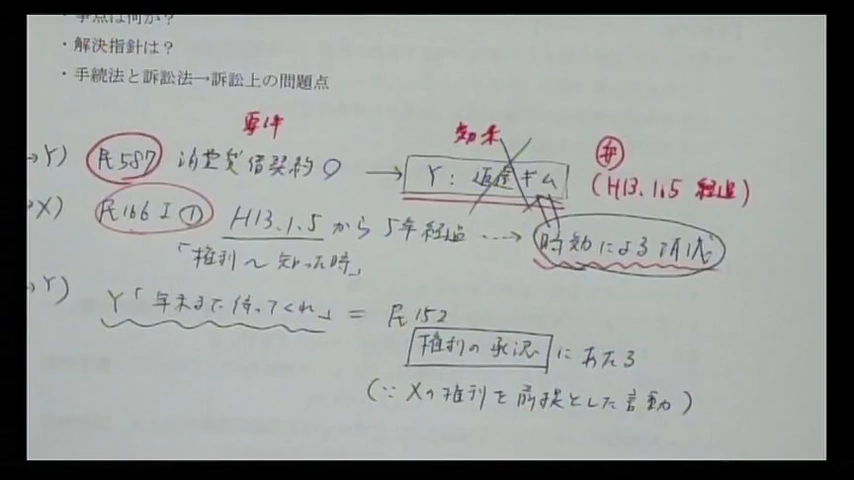 ・争点は何か？
・解決指針は？
・手続法と訴訟法→訴訟上の問題点
要件
効果
→Y) 民587 消費貸借契約 → Y：返還ギム
弁
(H13.1.5 経過)
→X) 民166 I ① H13.1.5 から 5年経過 ‥‥→ 時効による消滅
「権利〜知った時」
→Y) Y「年末まで待ってくれ」 = 民152
権利の承認 にあたる
(∵ Xの権利を前提とした言動)